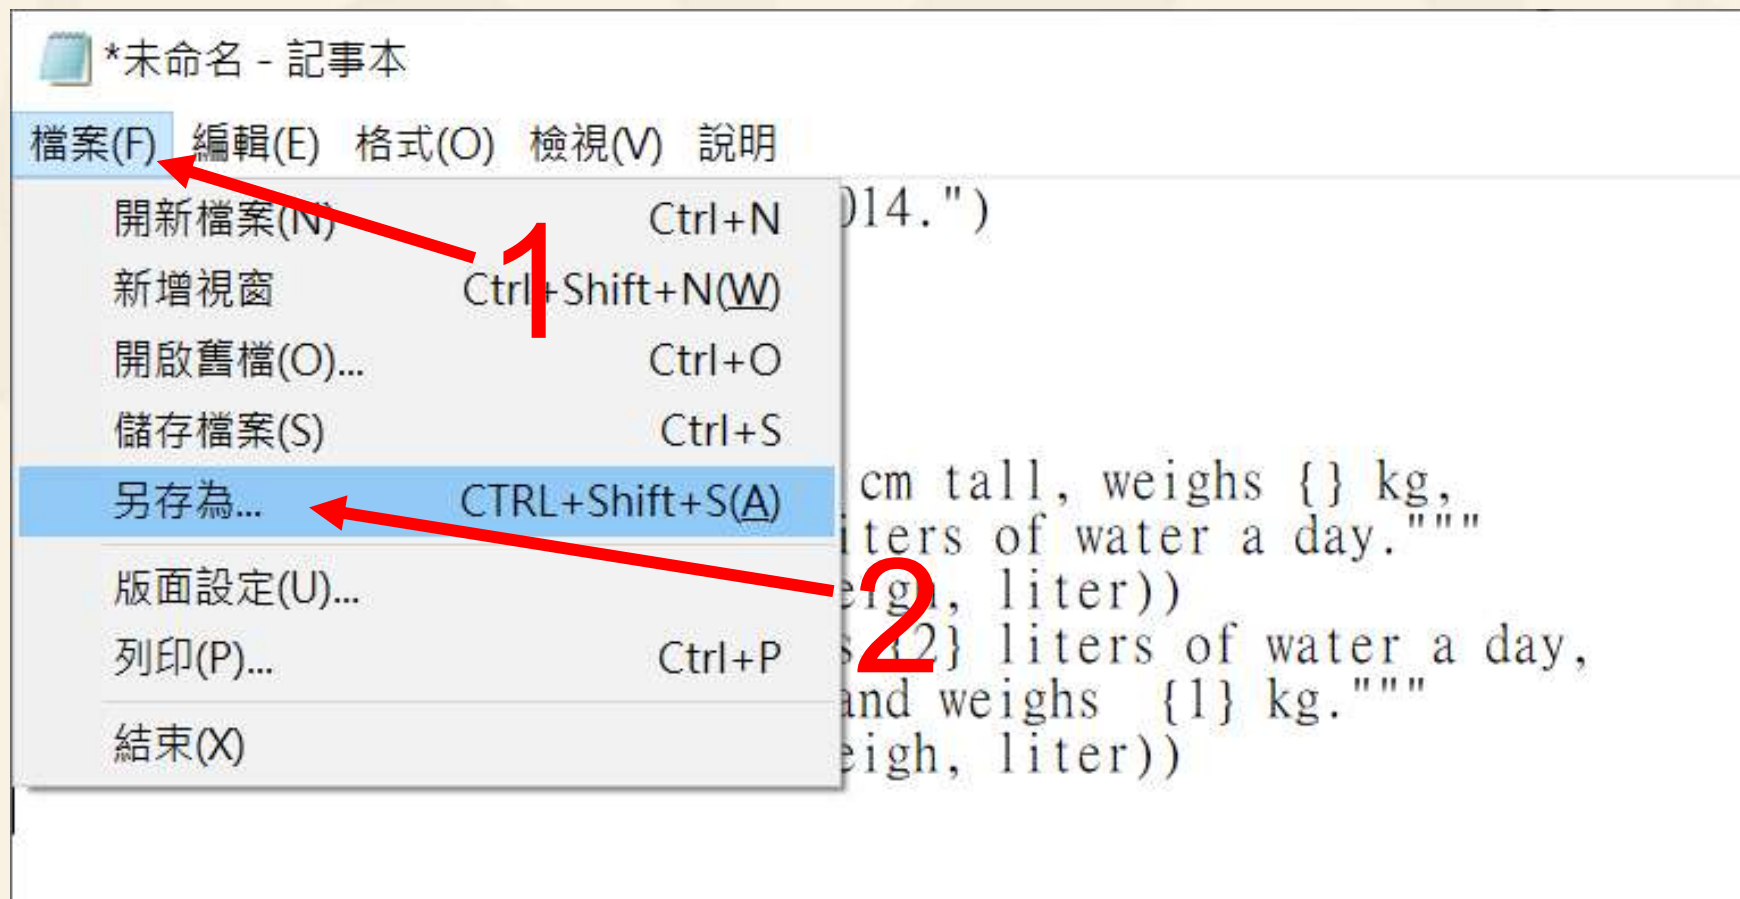 *未命名 - 記事本
檔案(F) 編輯(E) 格式(O) 檢視(V) 說明
開新檔案(N) Ctrl+N
新增視窗 Ctrl+Shift+N(W)
開啟舊檔(O)... Ctrl+O
儲存檔案(S) Ctrl+S
另存為... CTRL+Shift+S(A)
版面設定(U)...
列印(P)... Ctrl+P
結束(X)
1
2
014.")
cm tall, weighs {} kg,
iters of water a day."""
eigh, liter))
s {2} liters of water a day,
and weighs {1} kg."""
eigh, liter))